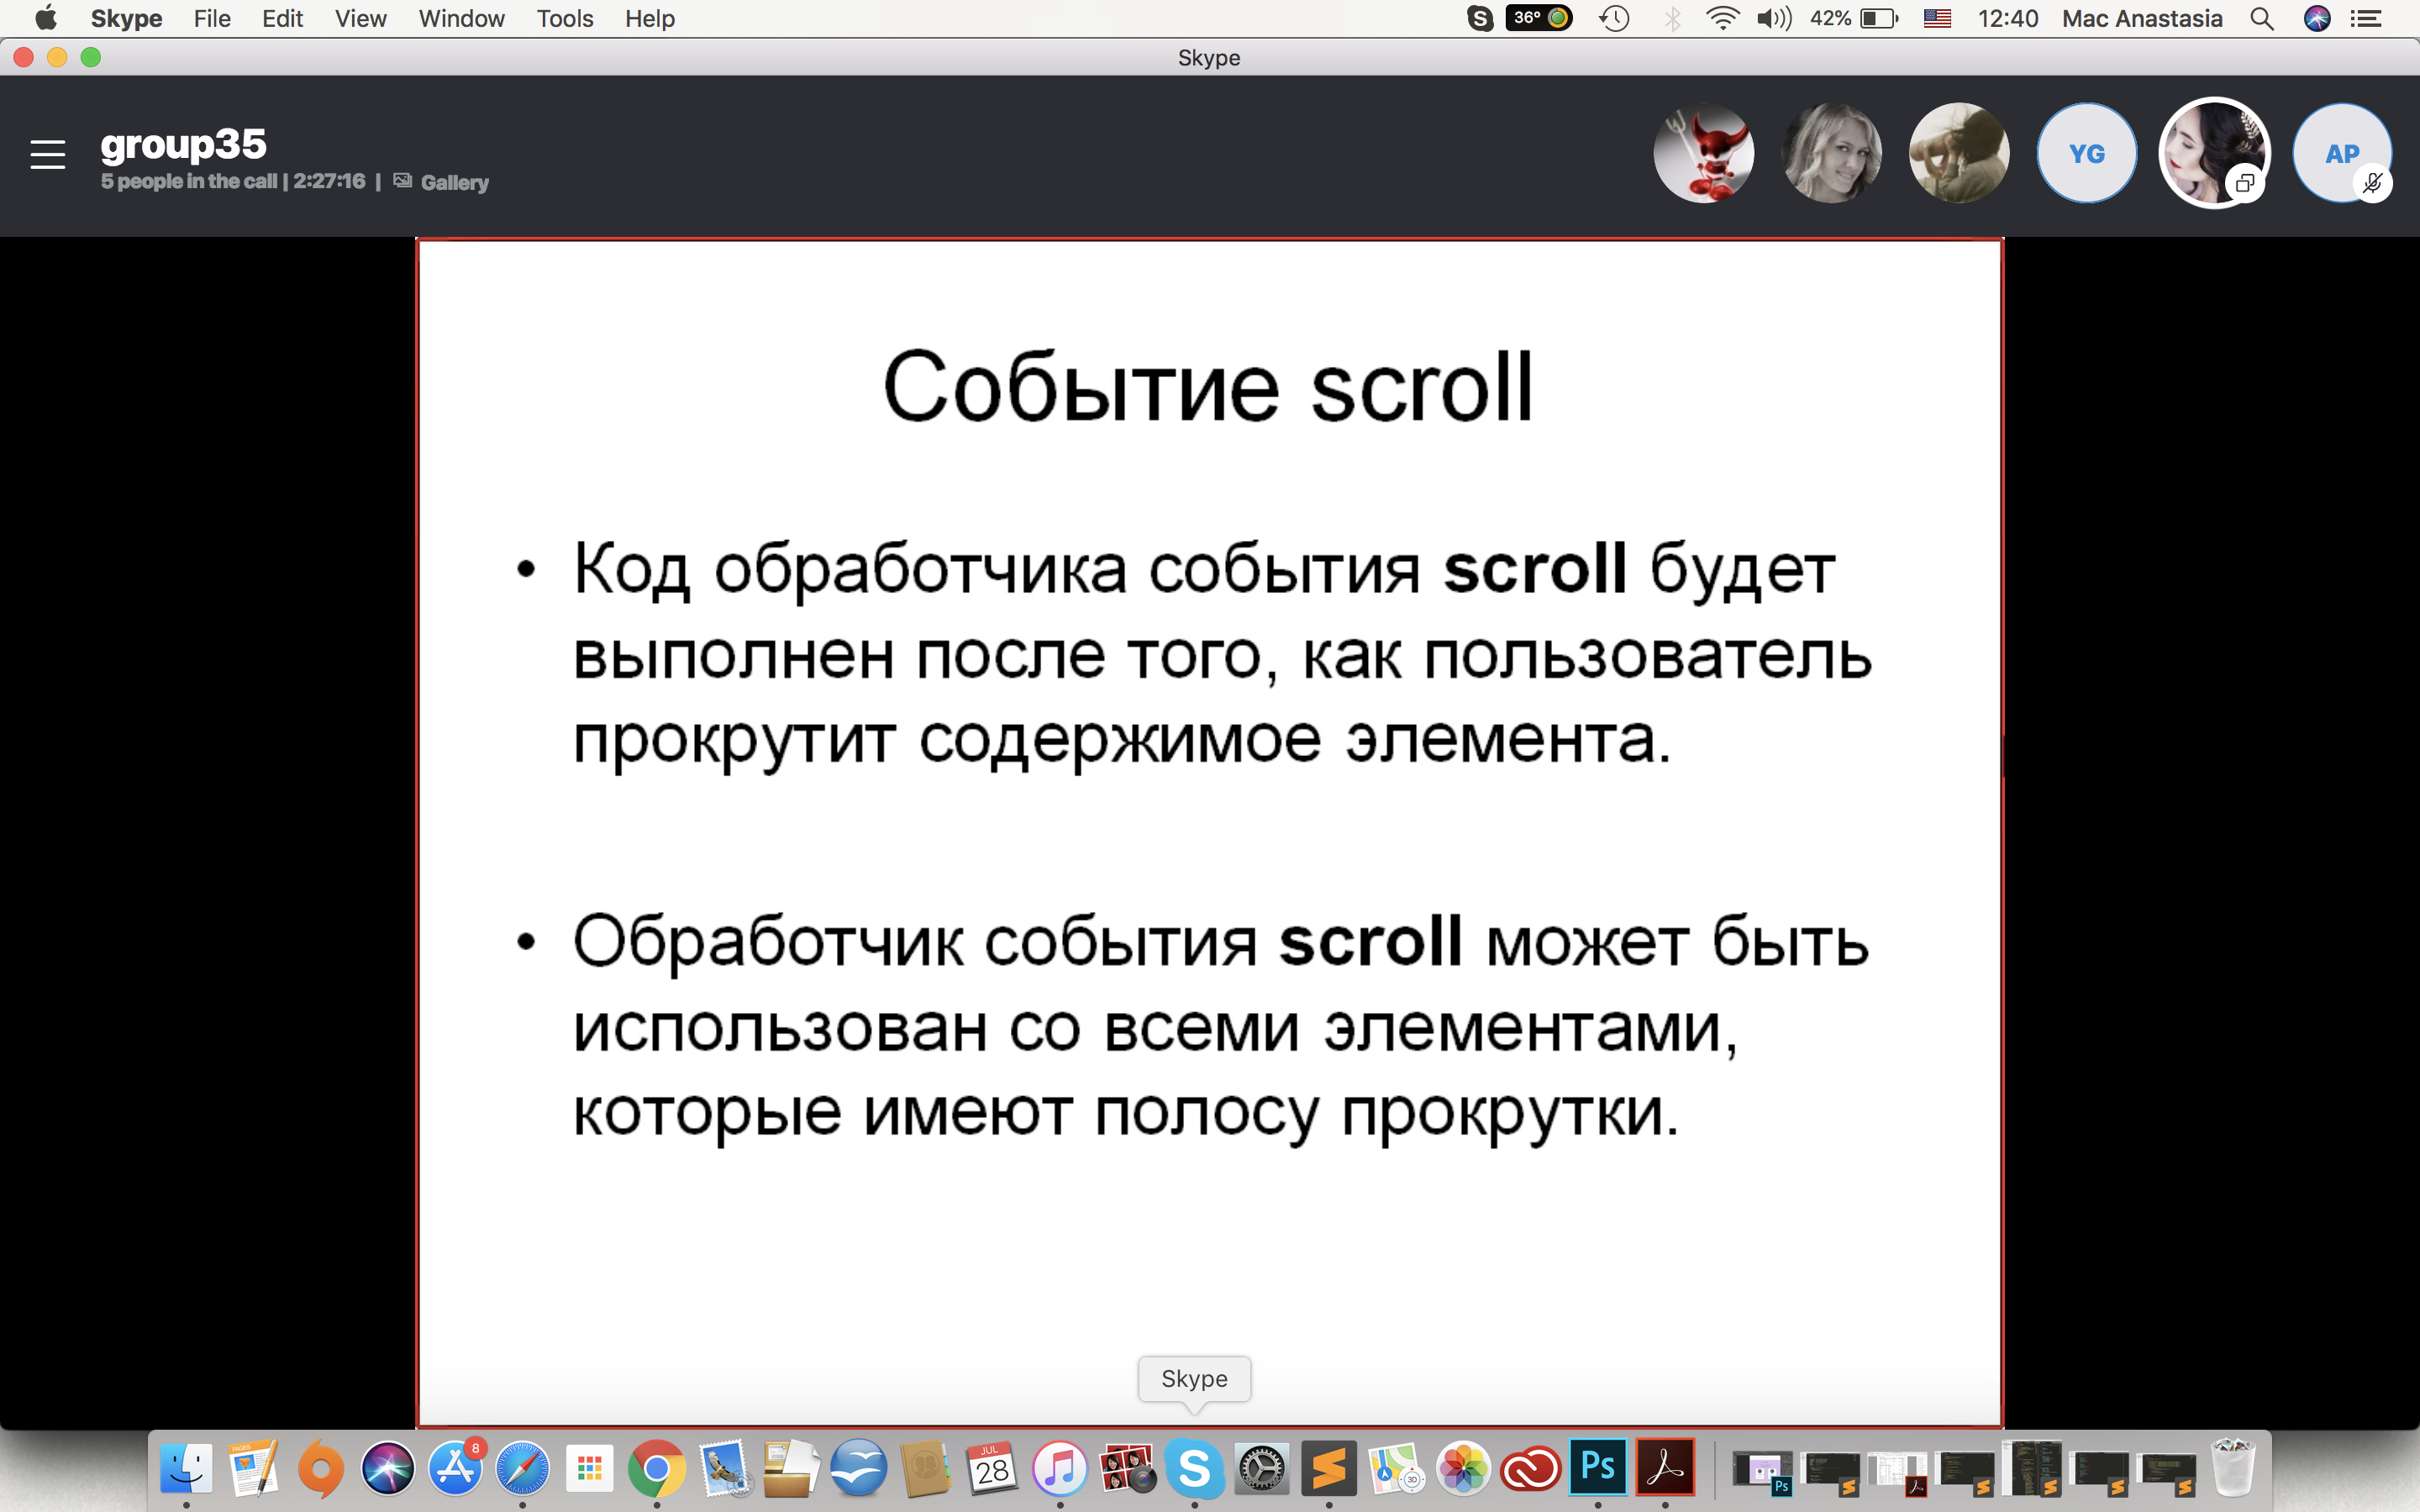 Skype File Edit View Window Tools Help S 36° 42% 12:40 Mac Anastasia
Skype
group35
5 people in the call | 2:27:16 | Gallery
YG
AP
Событие scroll
• Код обработчика события scroll будет
выполнен после того, как пользователь
прокрутит содержимое элемента.
• Обработчик события scroll может быть
использован со всеми элементами,
которые имеют полосу прокрутки.
Skype
PAGES
8
JUL
28
3D
S
Ps
Ps